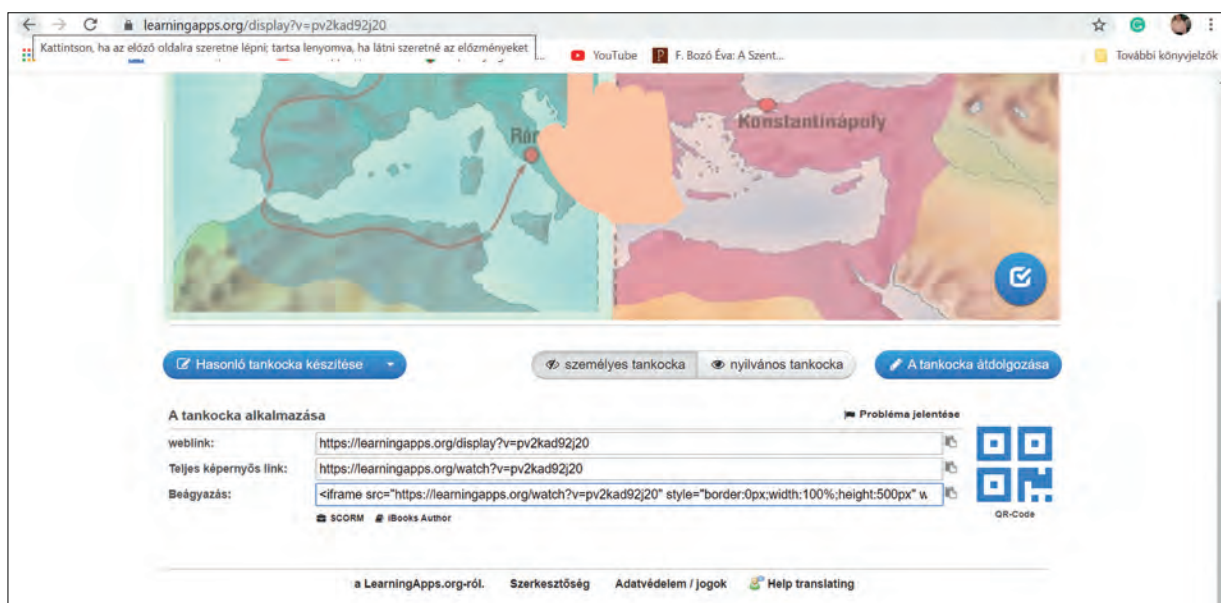 learningapps.org/display?v=pv2kad92j20
Kattintson, ha az előző oldalra szeretne lépni; tartsa lenyomva, ha látni szeretné az előzményeket
YouTube
F. Bozó Éva: A Szent...
További könyvjelzők
Konstantinápoly
Hasonló tankocka készítése
személyes tankocka
nyilvános tankocka
A tankocka átdolgozása
A tankocka alkalmazása
Probléma jelentése
weblink:
https://learningapps.org/display?v=pv2kad92j20
Teljes képernyős link:
https://learningapps.org/watch?v=pv2kad92j20
Beágyazás:
<iframe src="https://learningapps.org/watch?v=pv2kad92j20" style="border:0px;width:100%;height:500px" w
SCORM
iBooks Author
QR-Code
a LearningApps.org-ról.
Szerkesztőség
Adatvédelem / jogok
Help translating